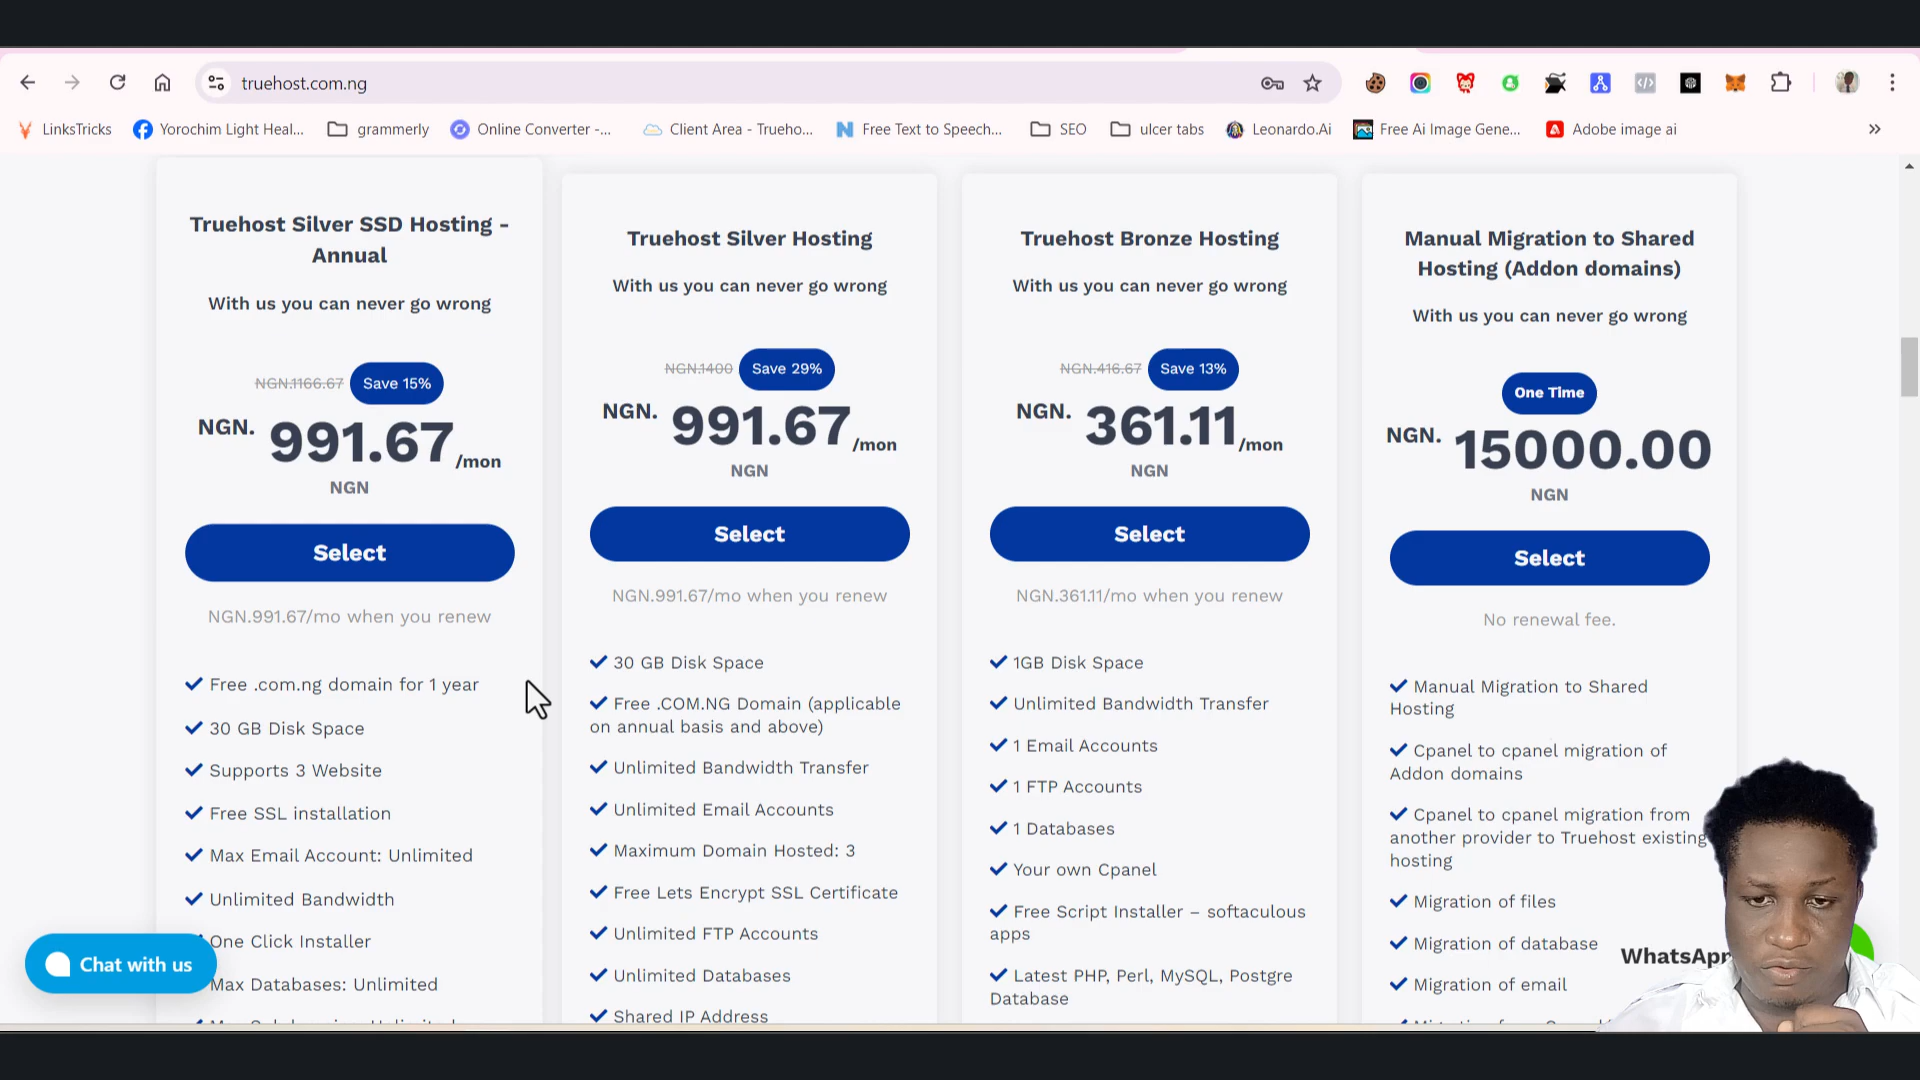 truehost.com.ng
LinksTricks
Yorochim Light Heal...
grammerly
Online Converter -...
Client Area - Trueho...
Free Text to Speech...
SEO
ulcer tabs
Leonardo.Ai
Free Ai Image Gene...
Adobe image ai
Truehost Silver SSD Hosting -
Annual
With us you can never go wrong
NGN.1166.67
Save 15%
NGN. 991.67 /mon
NGN
Select
NGN.991.67/mo when you renew
Free .com.ng domain for 1 year
30 GB Disk Space
Supports 3 Website
Free SSL installation
Max Email Account: Unlimited
Unlimited Bandwidth
One Click Installer
Max Databases: Unlimited
Truehost Silver Hosting
With us you can never go wrong
NGN.1400
Save 29%
NGN. 991.67 /mon
NGN
Select
NGN.991.67/mo when you renew
30 GB Disk Space
Free .COM.NG Domain (applicable
on annual basis and above)
Unlimited Bandwidth Transfer
Unlimited Email Accounts
Maximum Domain Hosted: 3
Free Lets Encrypt SSL Certificate
Unlimited FTP Accounts
Unlimited Databases
Shared IP Address
Truehost Bronze Hosting
With us you can never go wrong
NGN.416.67
Save 13%
NGN. 361.11 /mon
NGN
Select
NGN.361.11/mo when you renew
1GB Disk Space
Unlimited Bandwidth Transfer
1 Email Accounts
1 FTP Accounts
1 Databases
Your own Cpanel
Free Script Installer – softaculous
apps
Latest PHP, Perl, MySQL, Postgre
Database
Manual Migration to Shared
Hosting (Addon domains)
With us you can never go wrong
One Time
NGN. 15000.00
NGN
Select
No renewal fee.
Manual Migration to Shared
Hosting
Cpanel to cpanel migration of
Addon domains
Cpanel to cpanel migration from
another provider to Truehost existing
hosting
Migration of files
Migration of database
Migration of email
Chat with us